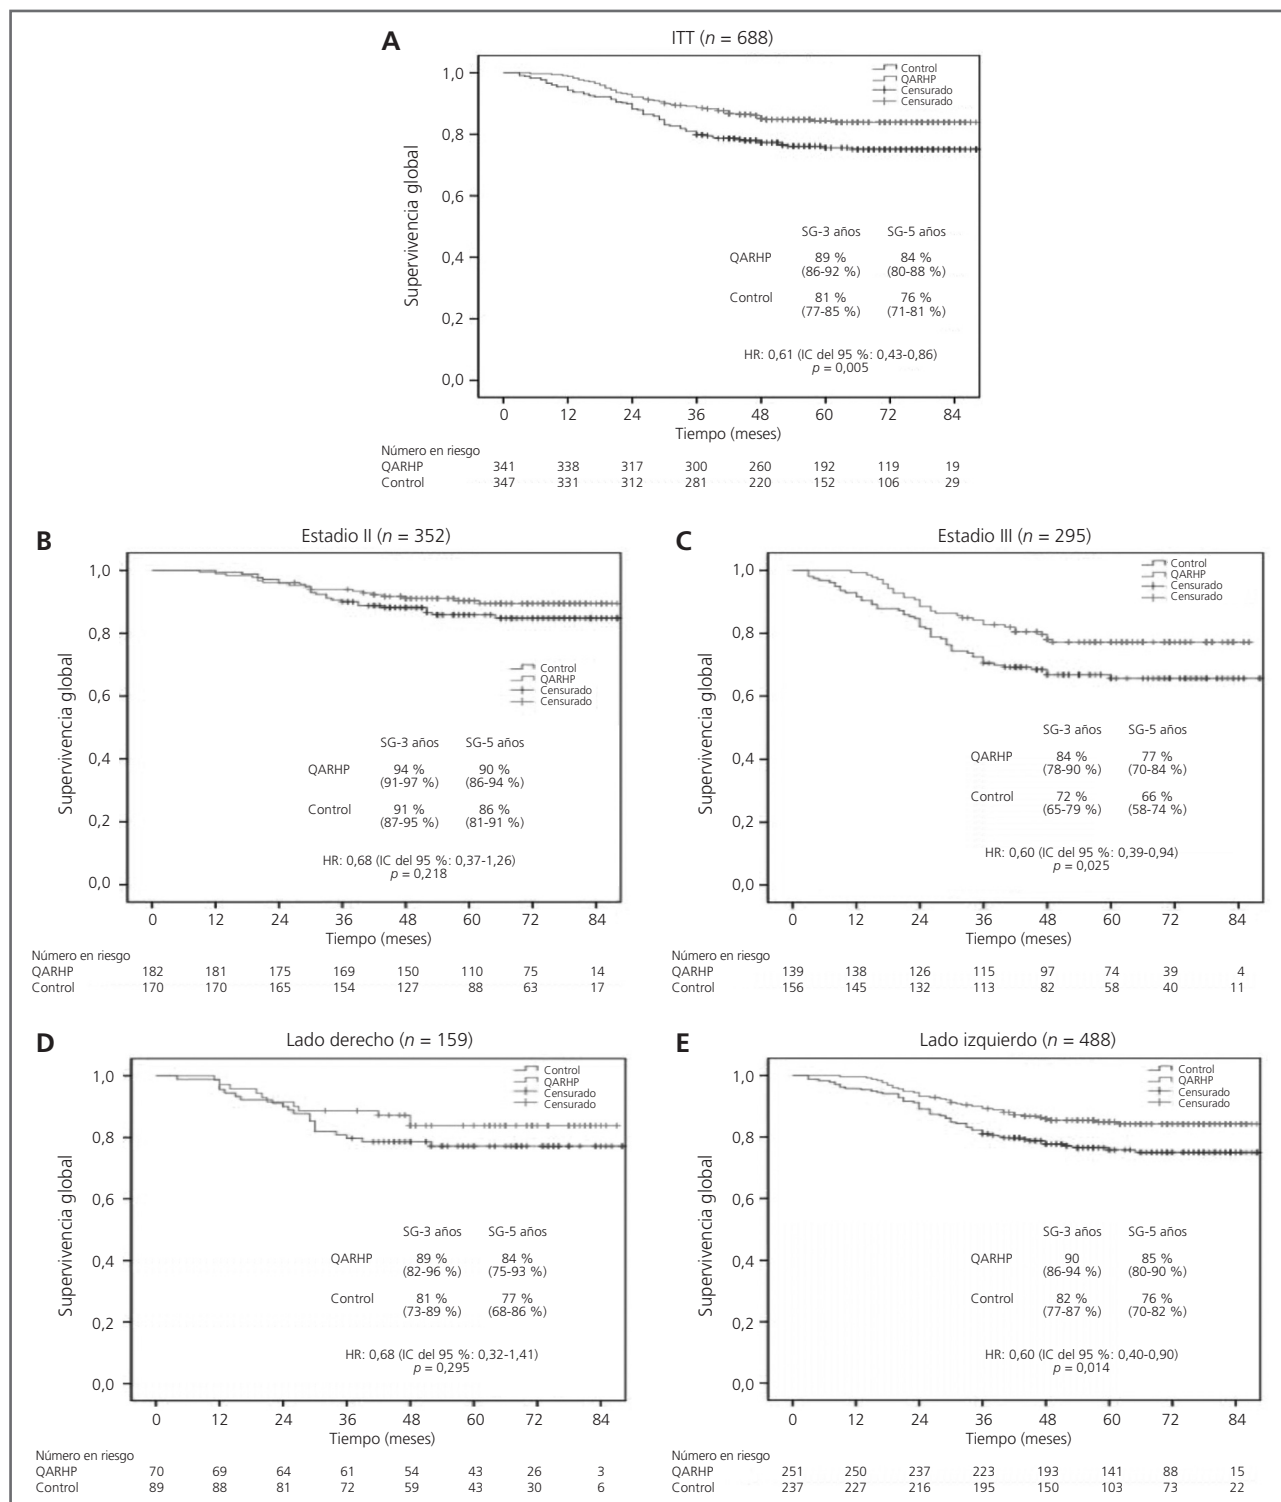 A
ITT (n = 688)
Control
QARHP
Censurado
Censurado
Supervivencia global
1,0
0,8
0,6
0,4
0,2
0,0
SG-3 años SG-5 años
QARHP 89 % 84 %
(86-92 %) (80-88 %)
Control 81 % 76 %
(77-85 %) (71-81 %)
HR: 0,61 (IC del 95 %: 0,43-0,86)
p = 0,005
0 12 24 36 48 60 72 84
Tiempo (meses)
Número en riesgo
QARHP 341 338 317 300 260 192 119 19
Control 347 331 312 281 220 152 106 29
B
Estadio II (n = 352)
Supervivencia global
1,0
0,8
0,6
0,4
0,2
0,0
Control
QARHP
Censurado
Censurado
SG-3 años SG-5 años
QARHP 94 % 90 %
(91-97 %) (86-94 %)
Control 91 % 86 %
(87-95 %) (81-91 %)
HR: 0,68 (IC del 95 %: 0,37-1,26)
p = 0,218
0 12 24 36 48 60 72 84
Tiempo (meses)
Número en riesgo
QARHP 182 181 175 169 150 110 75 14
Control 170 170 165 154 127 88 63 17
C
Estadio III (n = 295)
Supervivencia global
1,0
0,8
0,6
0,4
0,2
0,0
Control
QARHP
Censurado
Censurado
SG-3 años SG-5 años
QARHP 84 % 77 %
(78-90 %) (70-84 %)
Control 72 % 66 %
(65-79 %) (58-74 %)
HR: 0,60 (IC del 95 %: 0,39-0,94)
p = 0,025
0 12 24 36 48 60 72 84
Tiempo (meses)
Número en riesgo
QARHP 139 138 126 115 97 74 39 4
Control 156 145 132 113 82 58 40 11
D
Lado derecho (n = 159)
Supervivencia global
1,0
0,8
0,6
0,4
0,2
0,0
Control
QARHP
Censurado
Censurado
SG-3 años SG-5 años
QARHP 89 % 84 %
(82-96 %) (75-93 %)
Control 81 % 77 %
(73-89 %) (68-86 %)
HR: 0,68 (IC del 95 %: 0,32-1,41)
p = 0,295
0 12 24 36 48 60 72 84
Tiempo (meses)
Número en riesgo
QARHP 70 69 64 61 54 43 26 3
Control 89 88 81 72 59 43 30 6
E
Lado izquierdo (n = 488)
Supervivencia global
1,0
0,8
0,6
0,4
0,2
0,0
Control
QARHP
Censurado
Censurado
SG-3 años SG-5 años
QARHP 90 85 %
(86-94 %) (80-90 %)
Control 82 % 76 %
(77-87 %) (70-82 %)
HR: 0,60 (IC del 95 %: 0,40-0,90)
p = 0,014
0 12 24 36 48 60 72 84
Tiempo (meses)
Número en riesgo
QARHP 251 250 237 223 193 141 88 15
Control 237 227 216 195 150 103 73 22